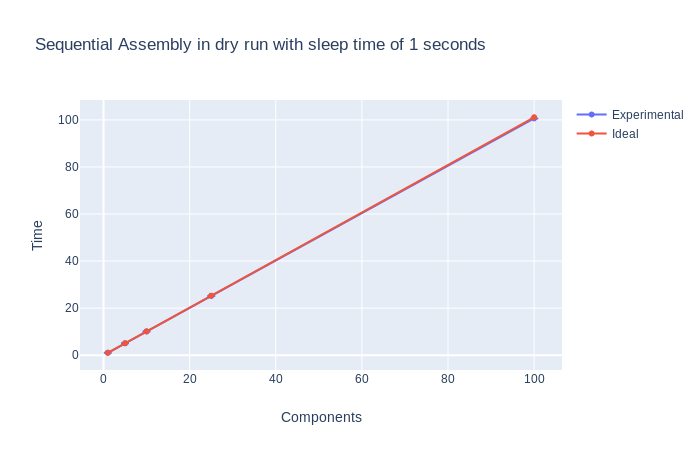 Sequential Assembly in dry run with sleep time of 1 seconds
Experimental
Ideal
Time
100
80
60
40
20
0
0 20 40 60 80 100
Components